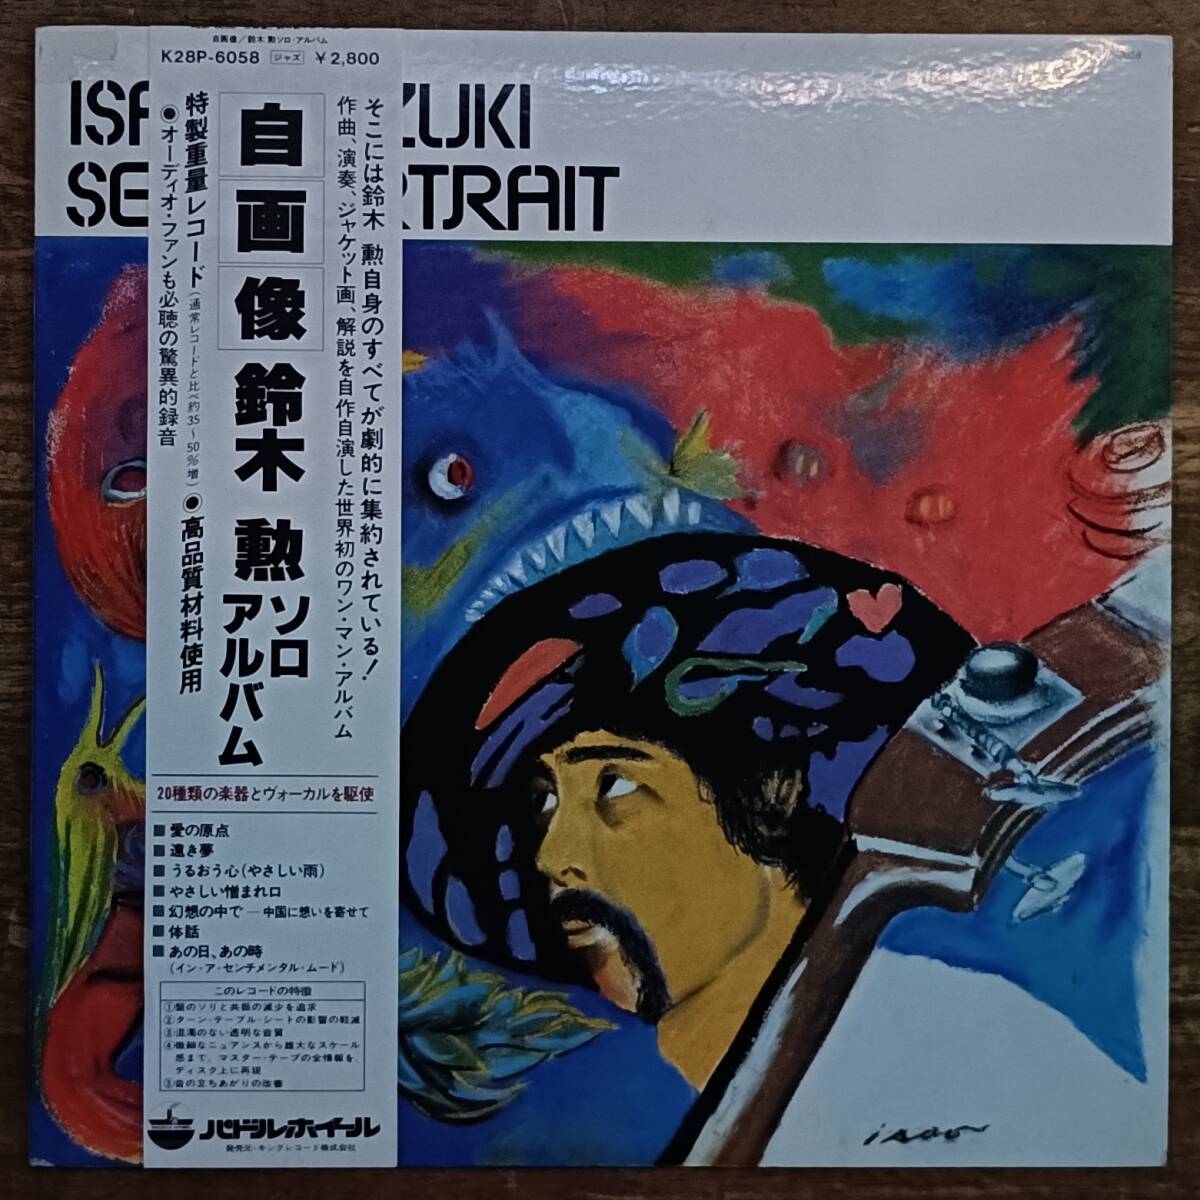 自画像／鈴木 勲ソロ・アルバム
K28P-6058 ジャズ ￥2,800
ZUKI
TRAIT
そこには鈴木 勲自身のすべてが劇的に集約されている！
作曲、演奏、ジャケット画、解説を自作自演した世界初のワン・マン・アルバム
自画像 鈴木 勲 ソロアルバム
特製重量レコード（通常レコードと比べ約35〜50％増）●高品質材料使用
●オーディオ・ファンも必聴の驚異的録音
20種類の楽器とヴォーカルを駆使
■愛の原点
■遠き夢
■うるおう心（やさしい雨）
■やさしい憎まれ口
■幻想の中で―中国に想いを寄せて
■体話
■あの日、あの時
（イン・ア・センチメンタル・ムード）
このレコードの特徴
①盤のソリと共振の減少を追求
②ターン・テーブル・シートの影響の軽減
③混濁のない透明な音質
④微細なニュアンスから雄大なスケール
感まで、マスター・テープの全情報を、
ディスク上に再現
⑤音の立ちあがりの改善
パドルホイール
発売元・キングレコード株式会社
isao